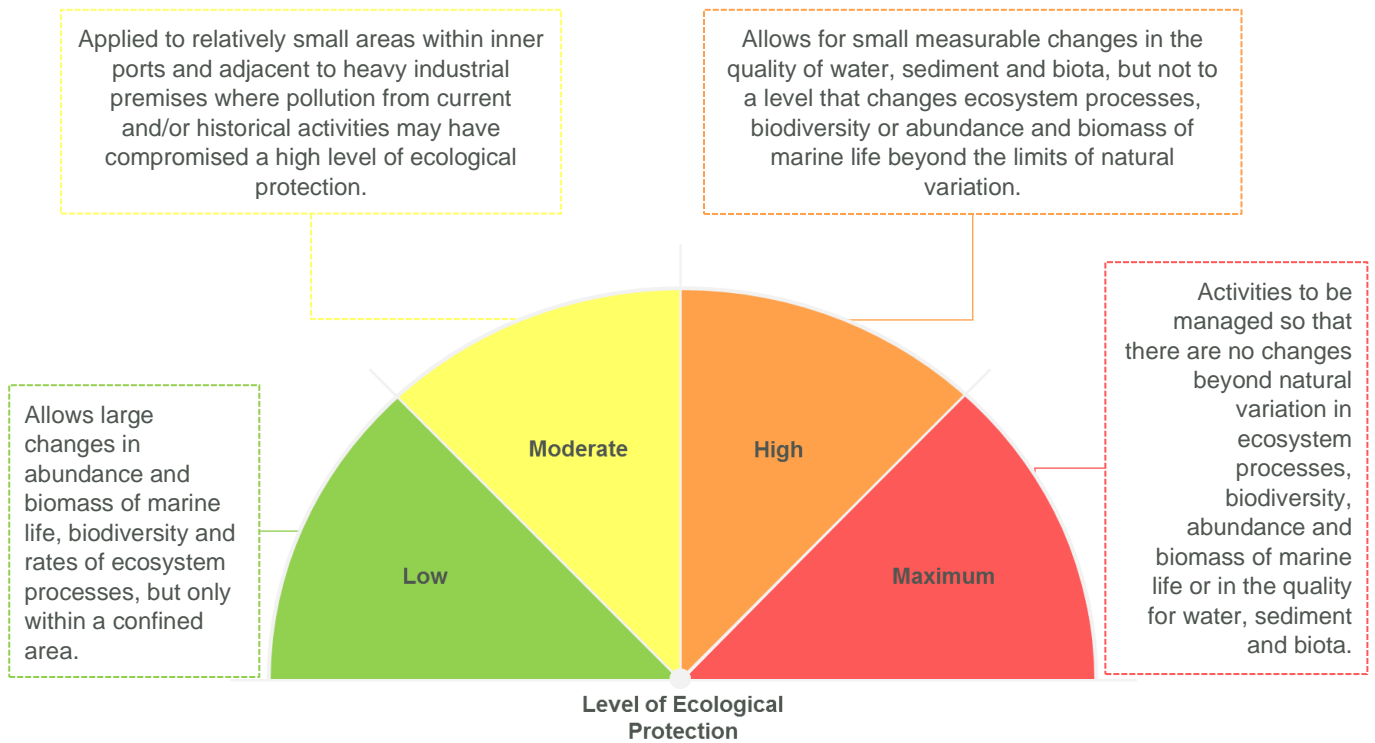 Applied to relatively small areas within inner
ports and adjacent to heavy industrial
premises where pollution from current
and/or historical activities may have
compromised a high level of ecological
protection.
Allows for small measurable changes in the
quality of water, sediment and biota, but not to
a level that changes ecosystem processes,
biodiversity or abundance and biomass of
marine life beyond the limits of natural
variation.
Activities to be
managed so that
there are no changes
beyond natural
variation in
ecosystem
processes,
biodiversity,
abundance and
biomass of marine
life or in the quality
for water, sediment
and biota.
Allows large
changes in
abundance and
biomass of marine
life, biodiversity and
rates of ecosystem
processes, but only
within a confined
area.
Moderate
High
Low
Maximum
Level of Ecological
Protection